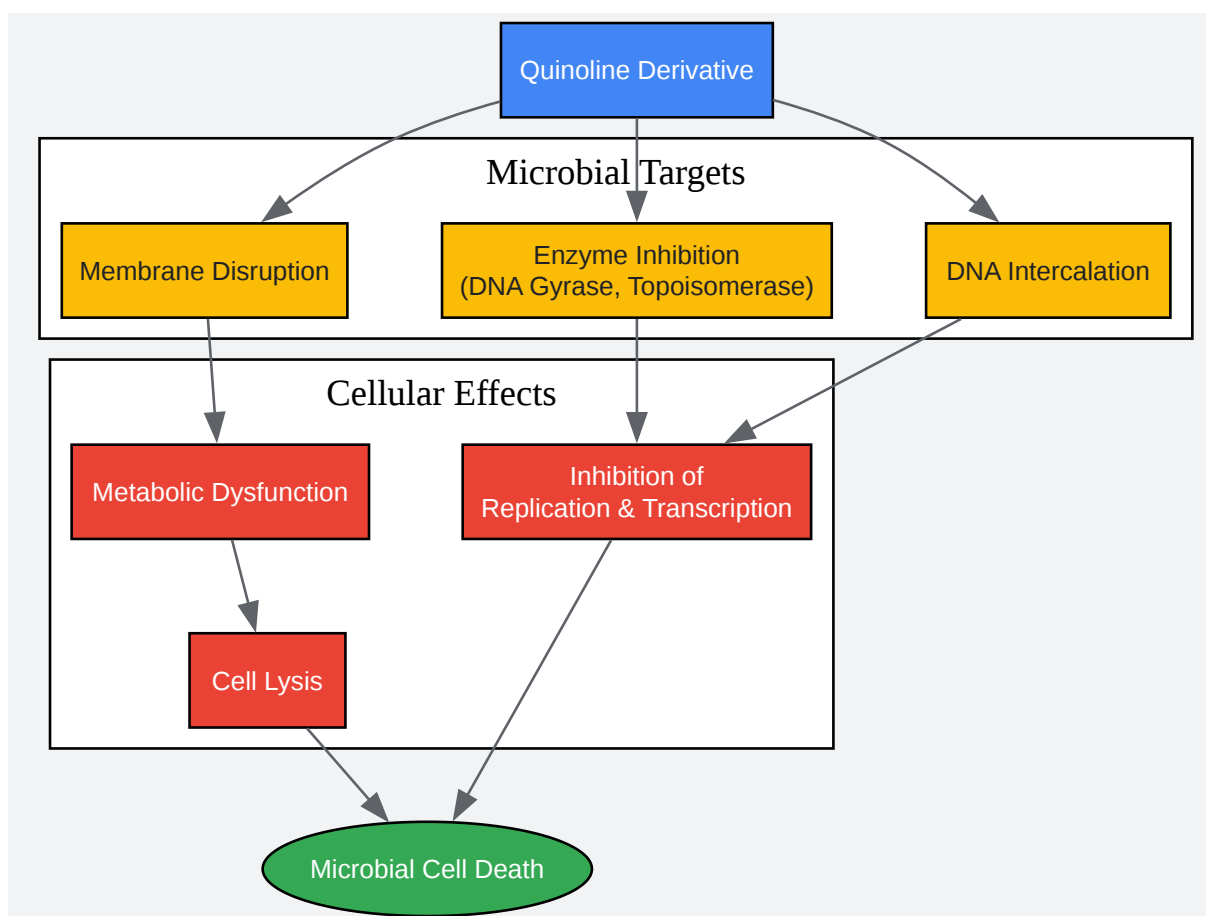 Quinoline Derivative
Microbial Targets
Membrane Disruption
Enzyme Inhibition
(DNA Gyrase, Topoisomerase)
DNA Intercalation
Cellular Effects
Metabolic Dysfunction
Inhibition of
Replication & Transcription
Cell Lysis
Microbial Cell Death